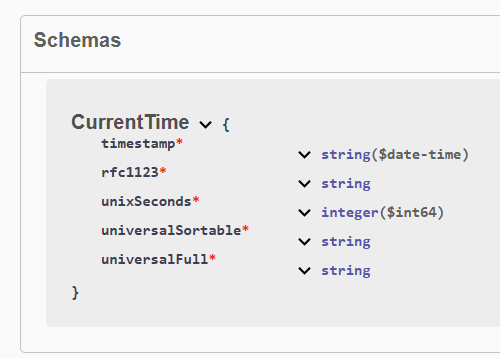 Schemas
CurrentTime {
timestamp* string($date-time)
rfc1123* string
unixSeconds* integer($int64)
universalSortable* string
universalFull* string
}